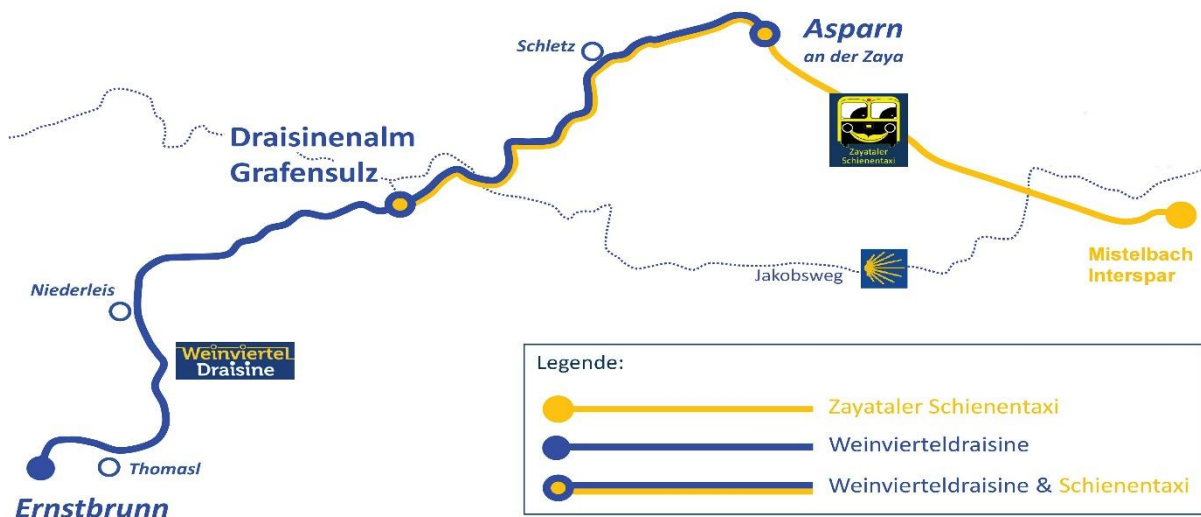 Schletz
Asparn
an der Zaya
Zayataler
Schienentaxi
Draisinenalm
Grafensulz
Mistelbach
Interspar
Jakobsweg
Niederleis
Weinviertel
Draisine
Thomasl
Ernstbrunn
Legende:
Zayataler Schienentaxi
Weinvierteldraisine
Weinvierteldraisine & Schienentaxi